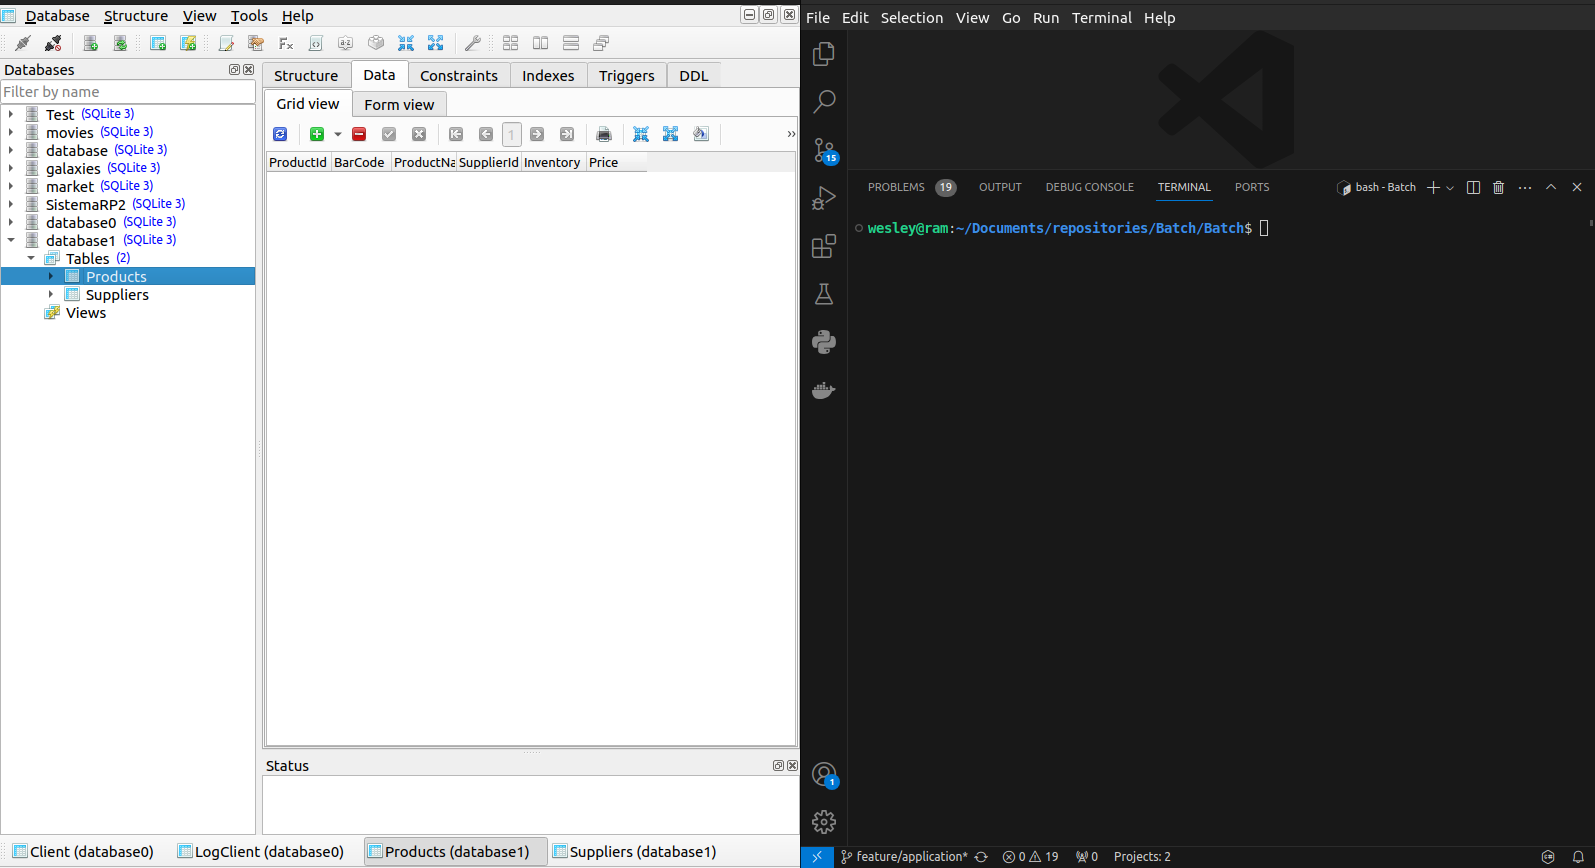 Database Structure View Tools Help
Databases
Filter by name
Test (SQLite 3)
movies (SQLite 3)
database (SQLite 3)
galaxies (SQLite 3)
market (SQLite 3)
SistemaRP2 (SQLite 3)
database0 (SQLite 3)
database1 (SQLite 3)
Tables (2)
Products
Suppliers
Views
Structure Data Constraints Indexes Triggers DDL
Grid view Form view
1
ProductId BarCode ProductNa SupplierId Inventory Price
Status
Client (database0) LogClient (database0) Products (database1) Suppliers (database1)
File Edit Selection View Go Run Terminal Help
15
PROBLEMS 19 OUTPUT DEBUG CONSOLE TERMINAL PORTS bash - Batch
wesley@ram:~/Documents/repositories/Batch/Batch$
1
feature/application* 0 19 0 Projects: 2